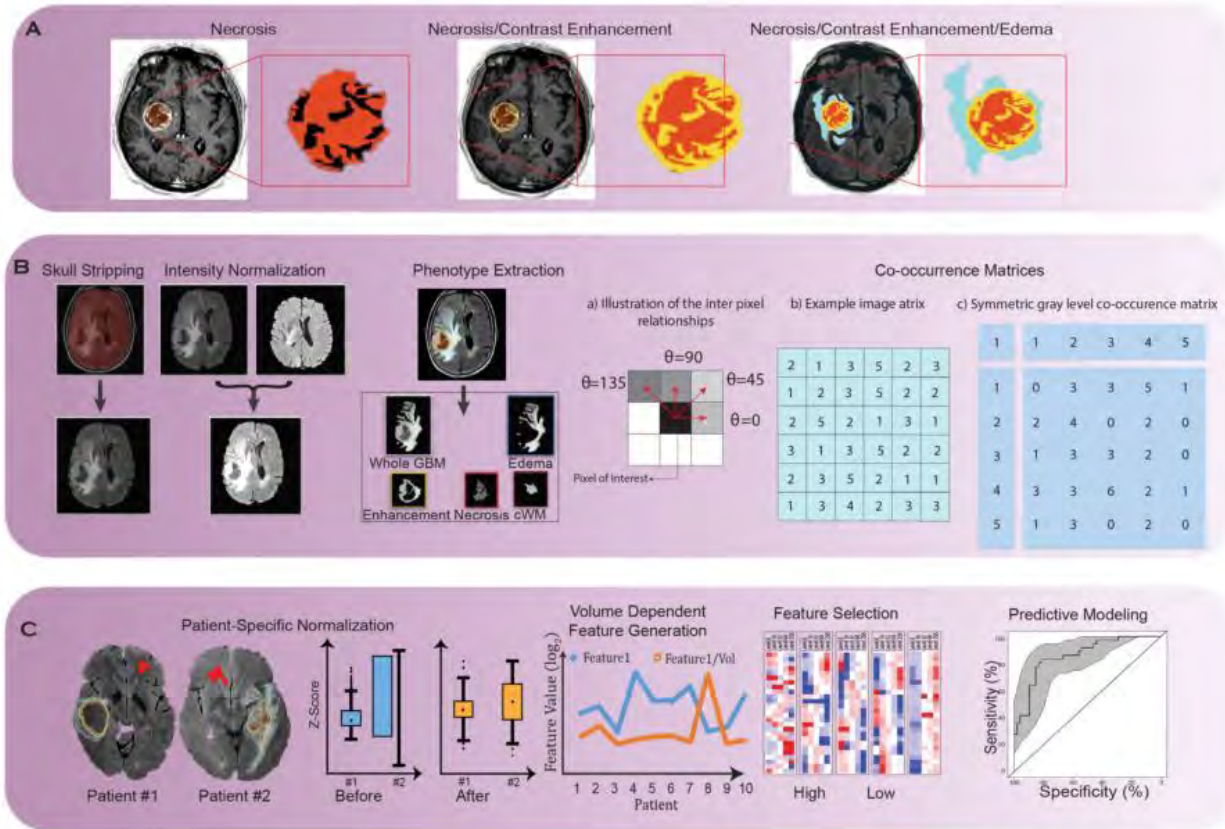 A
Necrosis
Necrosis/Contrast Enhancement
Necrosis/Contrast Enhancement/Edema
B
Skull Stripping
Intensity Normalization
Phenotype Extraction
Whole GBM
Edema
Enhancement
Necrosis
cWM
Co-occurrence Matrices
a) Illustration of the inter pixel
relationships
θ=90
θ=135
θ=45
θ=0
Pixel of Interest
b) Example image atrix
2 1 3 5 2 3
1 2 3 5 2 2
2 5 2 1 3 1
3 1 3 5 2 2
2 3 5 2 1 1
1 3 4 2 3 3
c) Symmetric gray level co-occurence matrix
1 1 2 3 4 5
1 0 3 3 5 1
2 2 4 0 2 0
3 1 3 3 2 0
4 3 3 6 2 1
5 1 3 0 2 0
C
Patient-Specific Normalization
Patient #1
Patient #2
Z-Score
#1
#2
Before
#1
#2
After
Volume Dependent
Feature Generation
Feature Value (log2)
Feature1
Feature1/Vol
1 2 3 4 5 6 7 8 9 10
Patient
Feature Selection
High
Low
Predictive Modeling
Sensitivity (%)
Specificity (%)